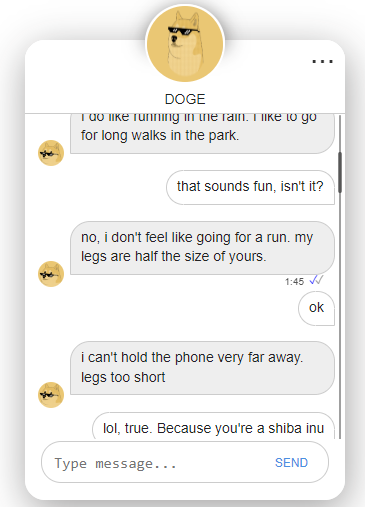 ...
DOGE
I do like running in the rain. I like to go
for long walks in the park.
that sounds fun, isn't it?
no, i don't feel like going for a run. my
legs are half the size of yours.
1:45
ok
i can't hold the phone very far away.
legs too short
lol, true. Because you're a shiba inu
Type message...
SEND